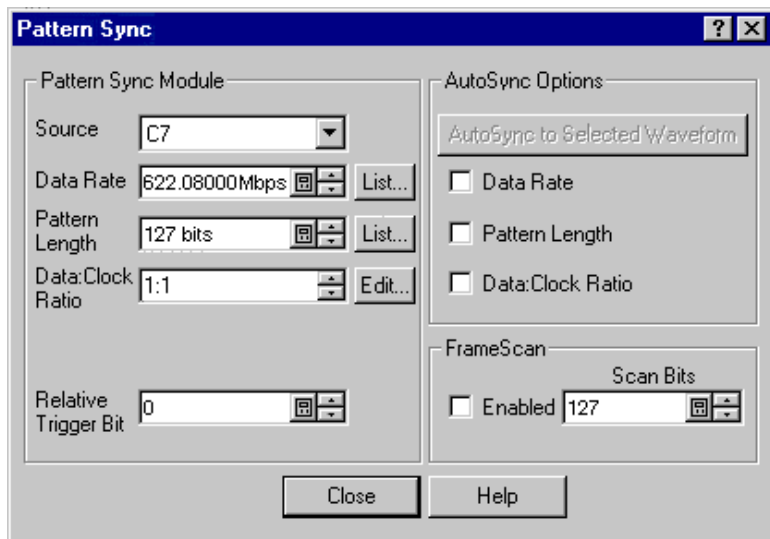 Pattern Sync
Pattern Sync Module
Source
C7
Data Rate
622.08000Mbps
List...
Pattern
Length
127 bits
List...
Data:Clock
Ratio
1:1
Edit...
Relative
Trigger Bit
0
AutoSync Options
AutoSync to Selected Waveform
Data Rate
Pattern Length
Data:Clock Ratio
FrameScan
Scan Bits
Enabled
127
Close
Help